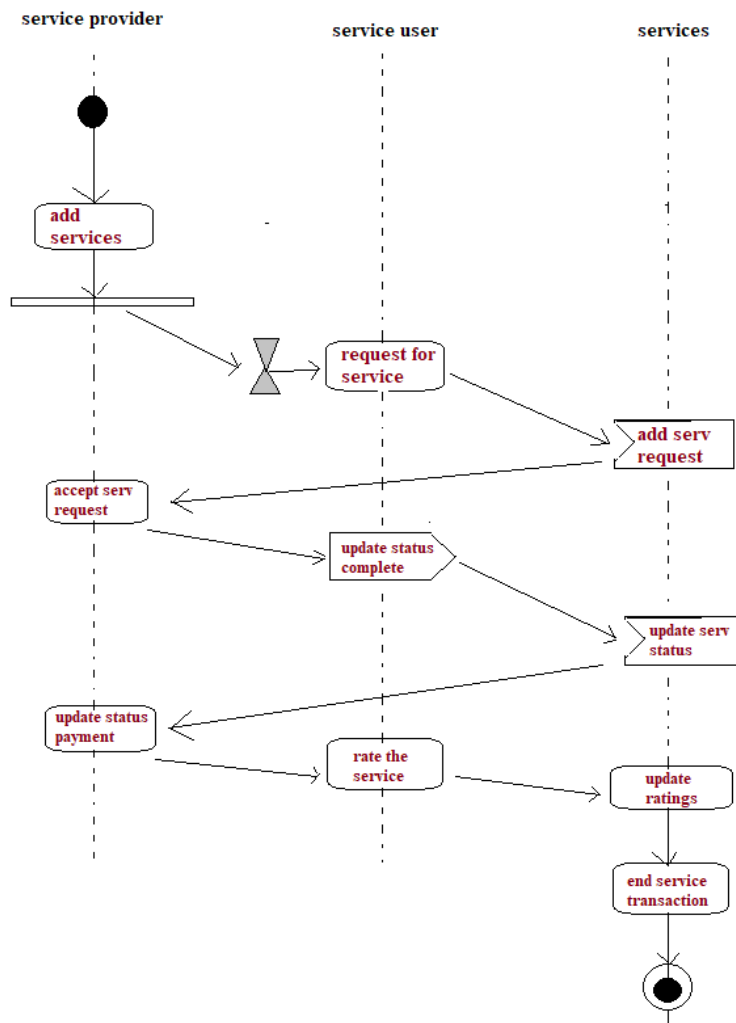 service provider
service user
services
add
services
request for
service
add serv
request
accept serv
request
update status
complete
update serv
status
update status
payment
rate the
service
update
ratings
end service
transaction